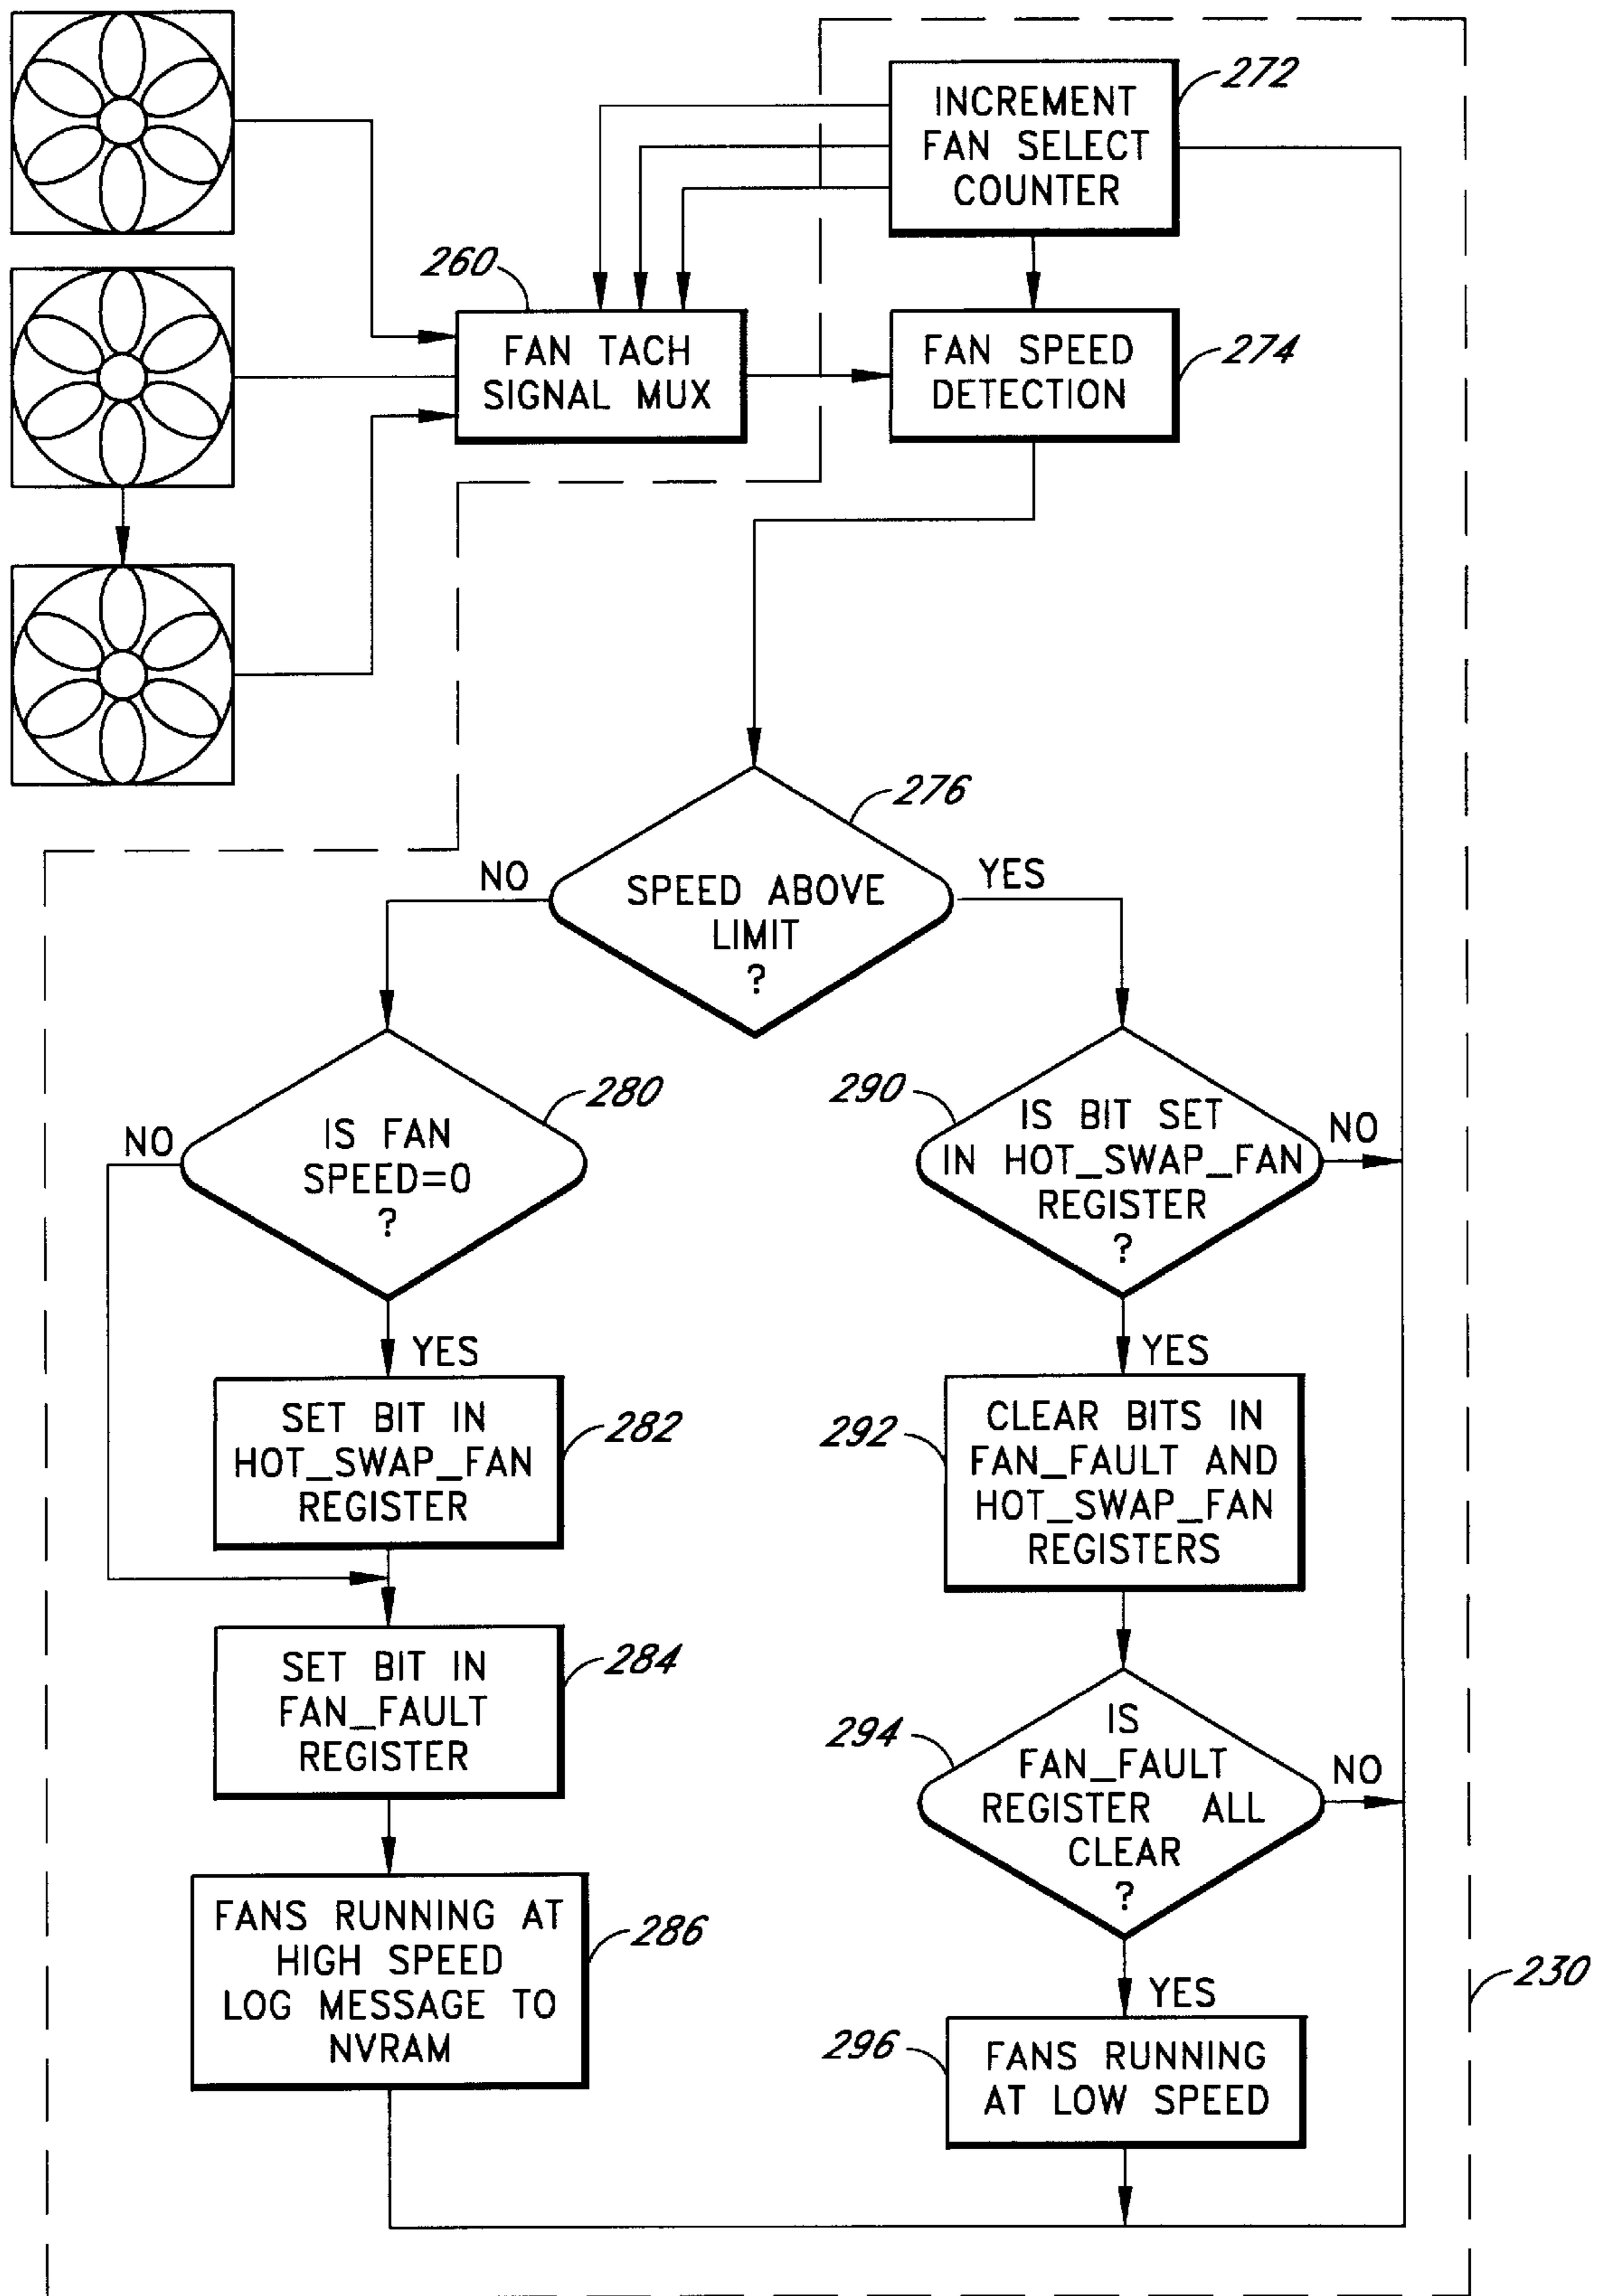 INCREMENT
FAN SELECT
COUNTER
272
260
FAN TACH
SIGNAL MUX
FAN SPEED
DETECTION
274
276
NO
SPEED ABOVE
LIMIT
?
YES
280
NO
IS FAN
SPEED=0
?
YES
290
IS BIT SET
IN HOT_SWAP_FAN
REGISTER
?
NO
YES
SET BIT IN
HOT_SWAP_FAN
REGISTER
282
292
CLEAR BITS IN
FAN_FAULT AND
HOT_SWAP_FAN
REGISTERS
SET BIT IN
FAN_FAULT
REGISTER
284
294
IS
FAN_FAULT
REGISTER ALL
CLEAR
?
NO
YES
FANS RUNNING AT
HIGH SPEED
LOG MESSAGE TO
NVRAM
286
296
FANS RUNNING
AT LOW SPEED
230